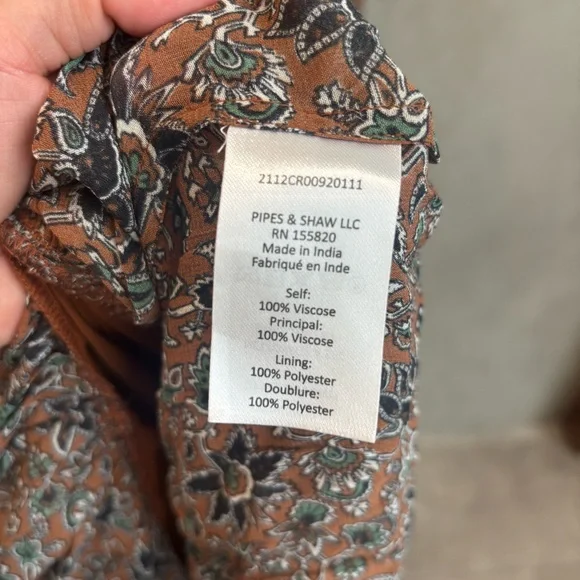 2112CR00920111
PIPES & SHAW LLC
RN 155820
Made in India
Fabriqué en Inde
Self:
100% Viscose
Principal:
100% Viscose
Lining:
100% Polyester
Doublure:
100% Polyester